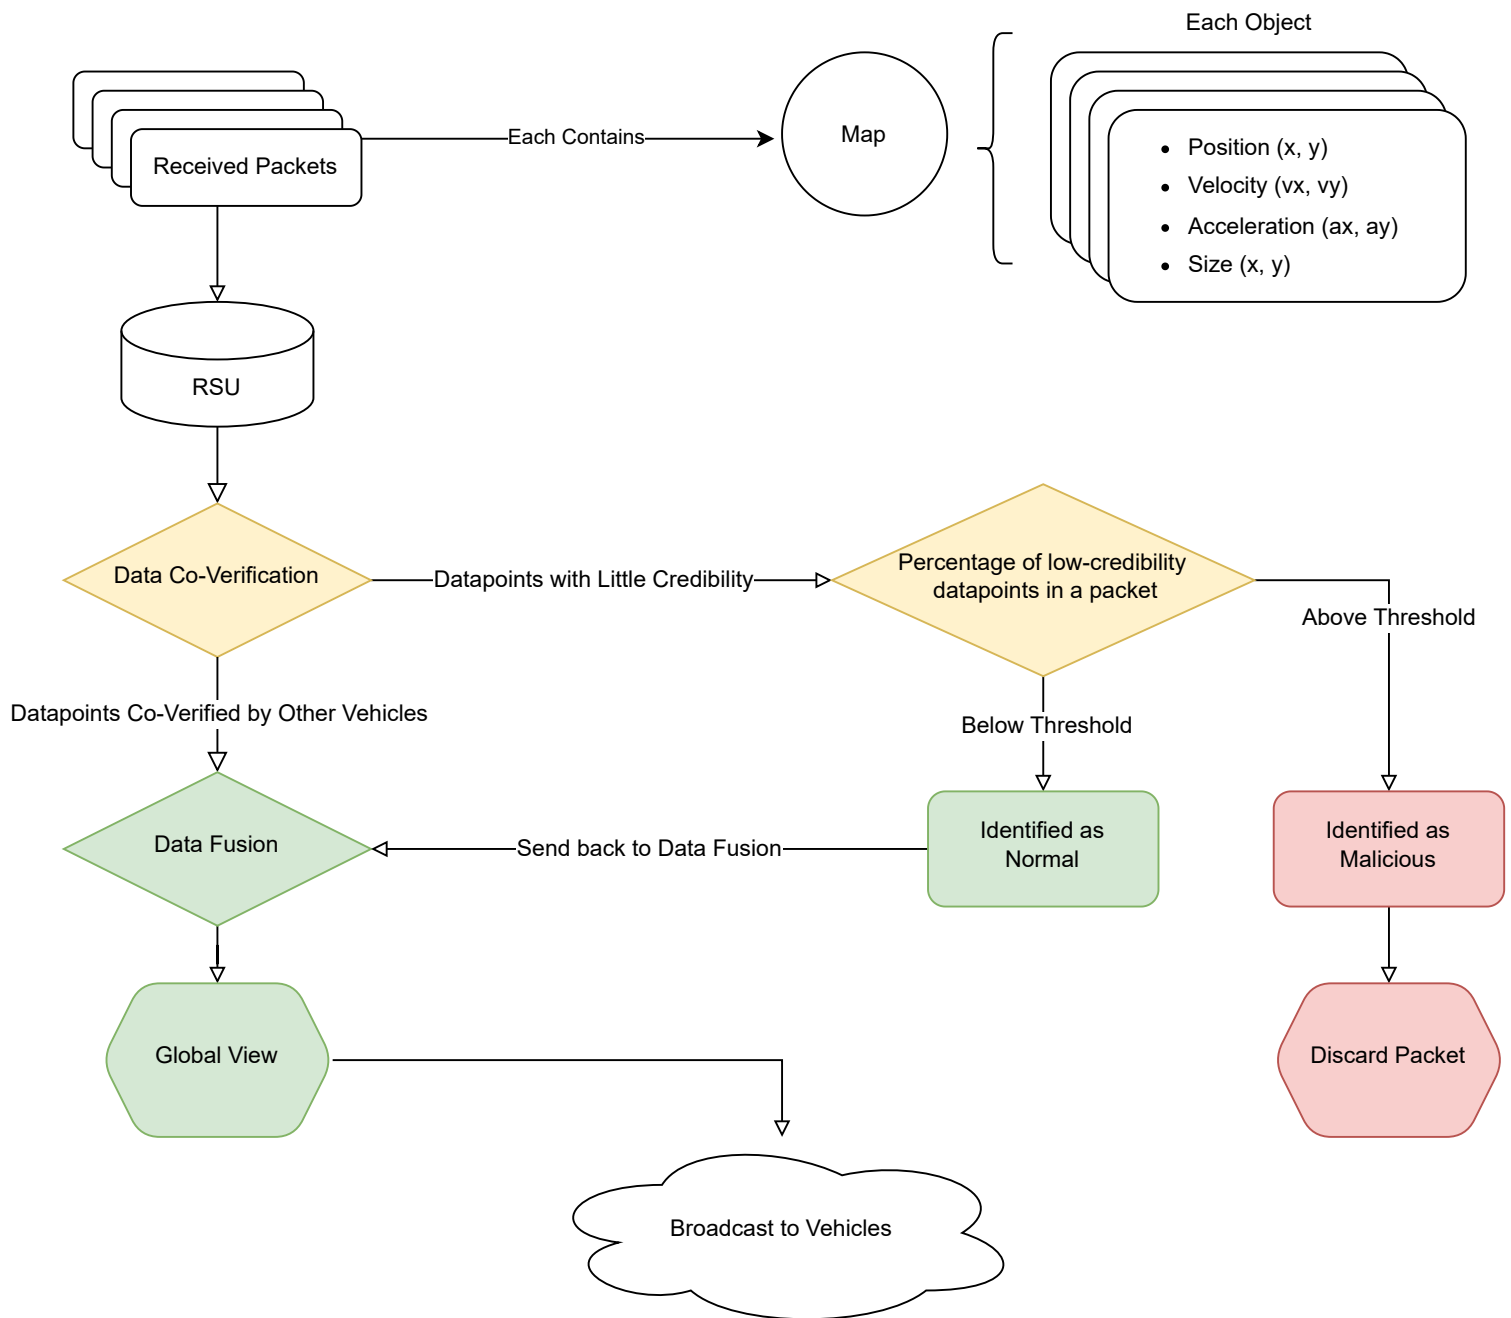 Each Object
Received Packets
Each Contains
Map
Position (x, y)
Velocity (vx, vy)
Acceleration (ax, ay)
Size (x, y)
RSU
Data Co-Verification
Datapoints with Little Credibility
Percentage of low-credibility
datapoints in a packet
Above Threshold
Datapoints Co-Verified by Other Vehicles
Below Threshold
Data Fusion
Send back to Data Fusion
Identified as
Normal
Identified as
Malicious
Global View
Discard Packet
Broadcast to Vehicles